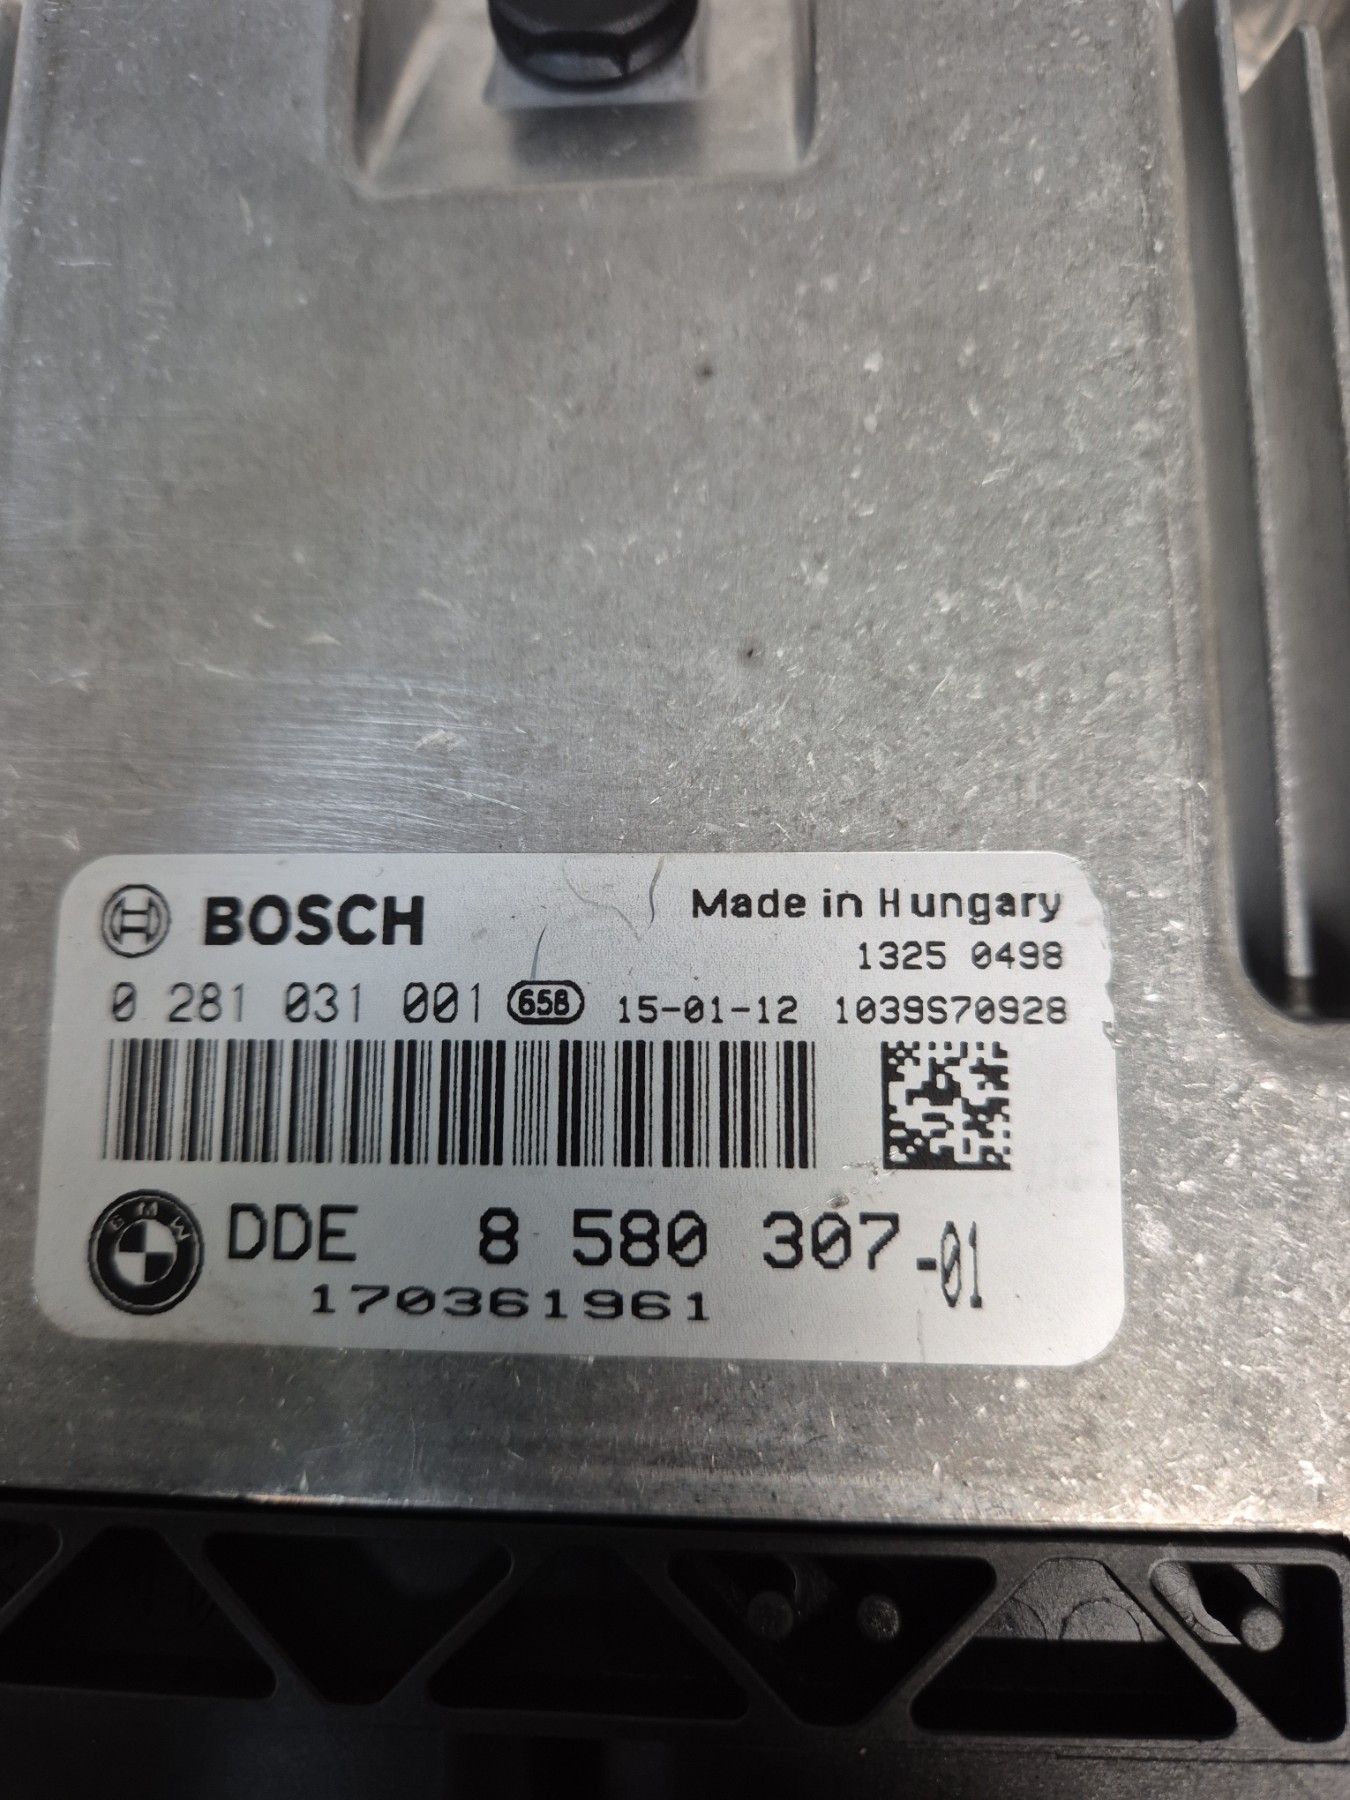 BOSCH
Made in Hungary
1325 0498
0 281 031 001 658 15-01-12 1039S70928
BMW DDE 8 580 307-01
170361961